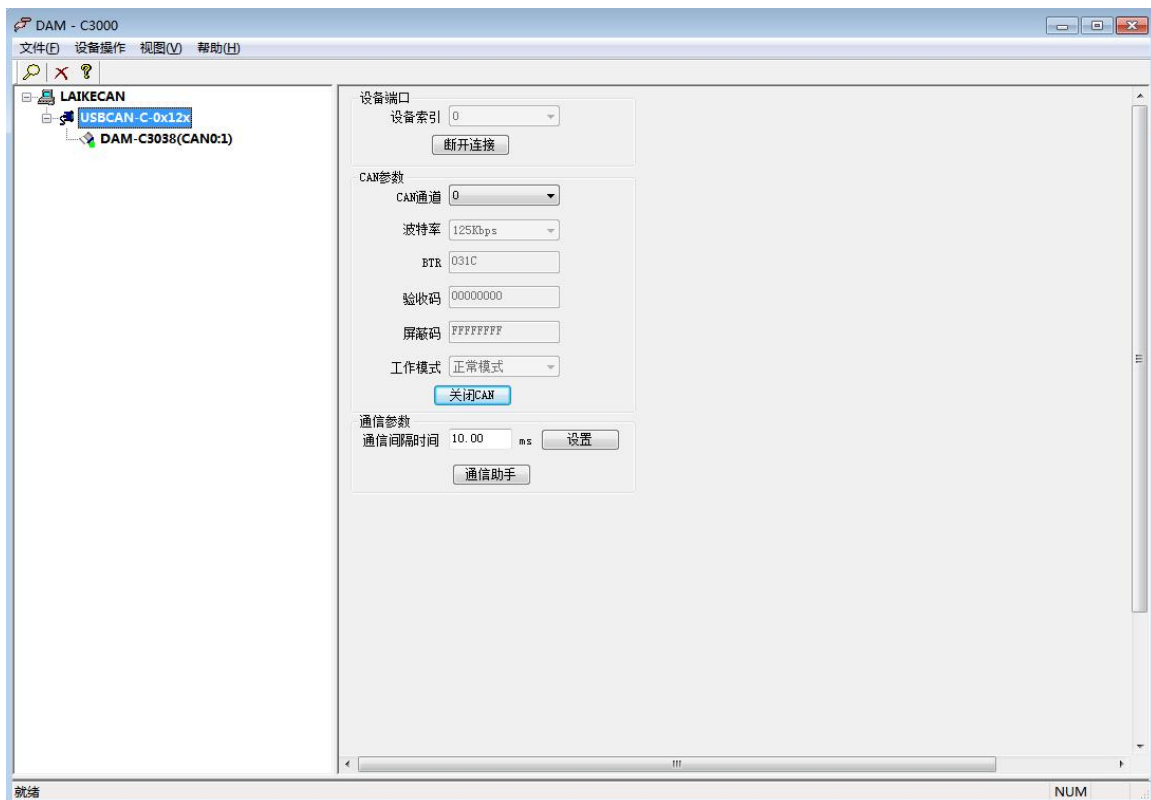 DAM - C3000
文件(F) 设备操作 视图(V) 帮助(H)
LAIKECAN
USBCAN-C-0x12x
DAM-C3038(CAN0:1)
设备端口
设备索引 0
断开连接
CAN参数
CAN通道 0
波特率 125Kbps
BTR 031C
验收码 00000000
屏蔽码 FFFFFFFF
工作模式 正常模式
关闭CAN
通信参数
通信间隔时间 10.00 ms 设置
通信助手
就绪 NUM